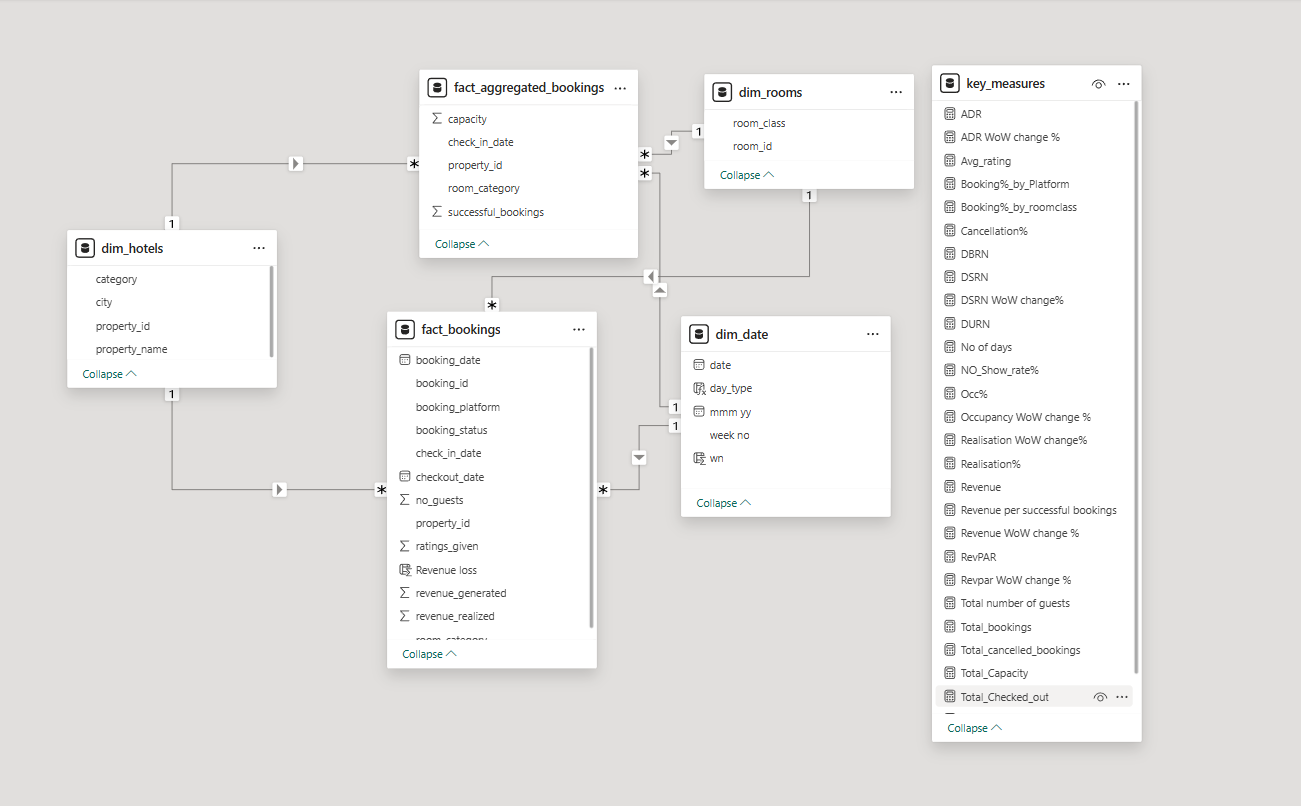 fact_aggregated_bookings
capacity
check_in_date
property_id
room_category
successful_bookings
Collapse
dim_rooms
room_class
room_id
Collapse
key_measures
ADR
ADR WoW change %
Avg_rating
Booking%_by_Platform
Booking%_by_roomclass
Cancellation%
DBRN
DSRN
DSRN WoW change%
DURN
No of days
NO_Show_rate%
Occ%
Occupancy WoW change %
Realisation WoW change%
Realisation%
Revenue
Revenue per successful bookings
Revenue WoW change %
RevPAR
Revpar WoW change %
Total number of guests
Total_bookings
Total_cancelled_bookings
Total_Capacity
Total_Checked_out
Collapse
dim_hotels
category
city
property_id
property_name
Collapse
fact_bookings
booking_date
booking_id
booking_platform
booking_status
check_in_date
checkout_date
no_guests
property_id
ratings_given
Revenue loss
revenue_generated
revenue_realized
room_category
Collapse
dim_date
date
day_type
mmm yy
week no
wn
Collapse
1
*
1
*
*
1
*
1
1
*
1
*